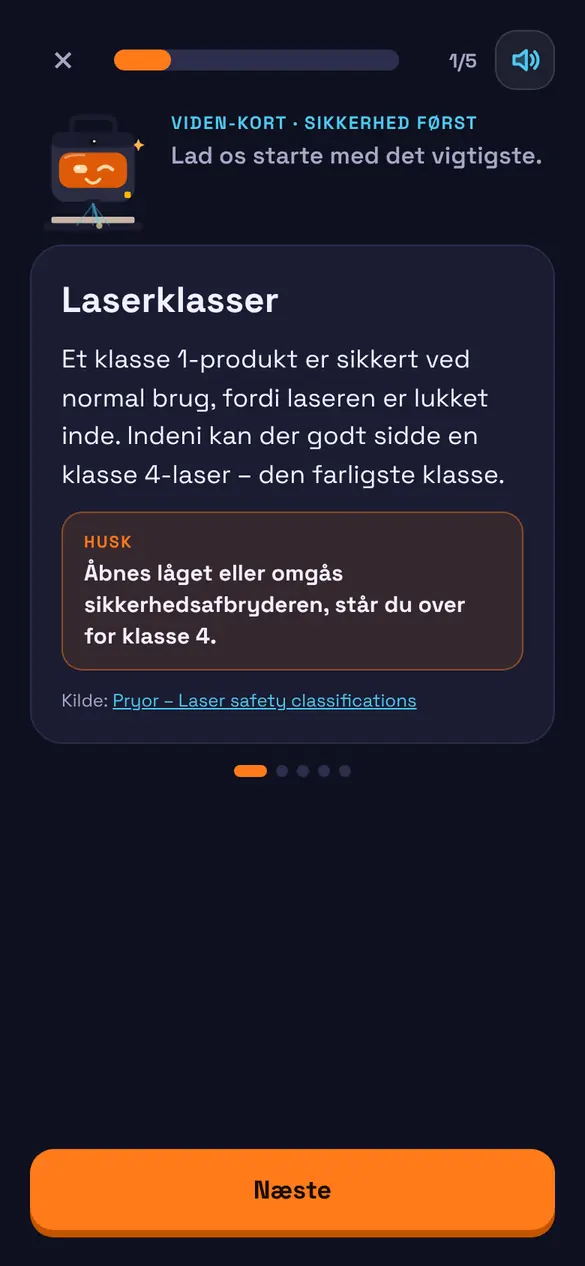 1/5
VIDEN-KORT · SIKKERHED FØRST
Lad os starte med det vigtigste.
Laserklasser
Et klasse 1-produkt er sikkert ved
normal brug, fordi laseren er lukket
inde. Indeni kan der godt sidde en
klasse 4-laser – den farligste klasse.
HUSK
Åbnes låget eller omgås
sikkerhedsafbryderen, står du over
for klasse 4.
Kilde: Pryor – Laser safety classifications
Næste